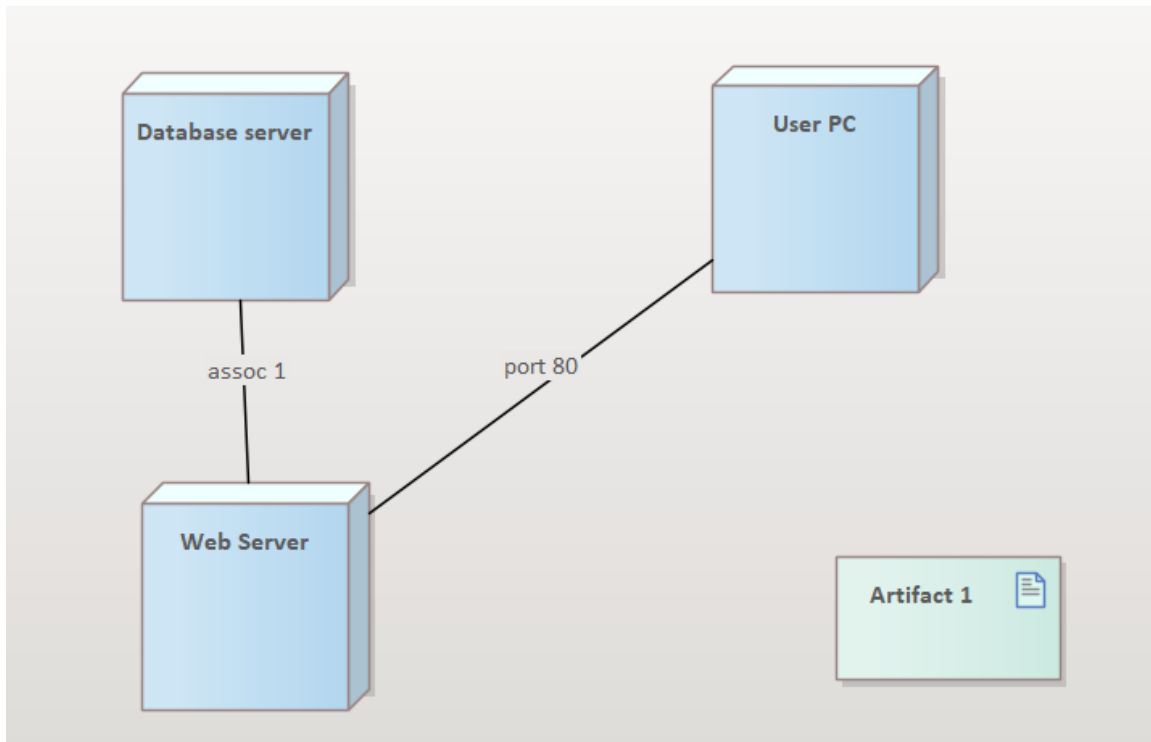 Database server
User PC
assoc 1
port 80
Web Server
Artifact 1